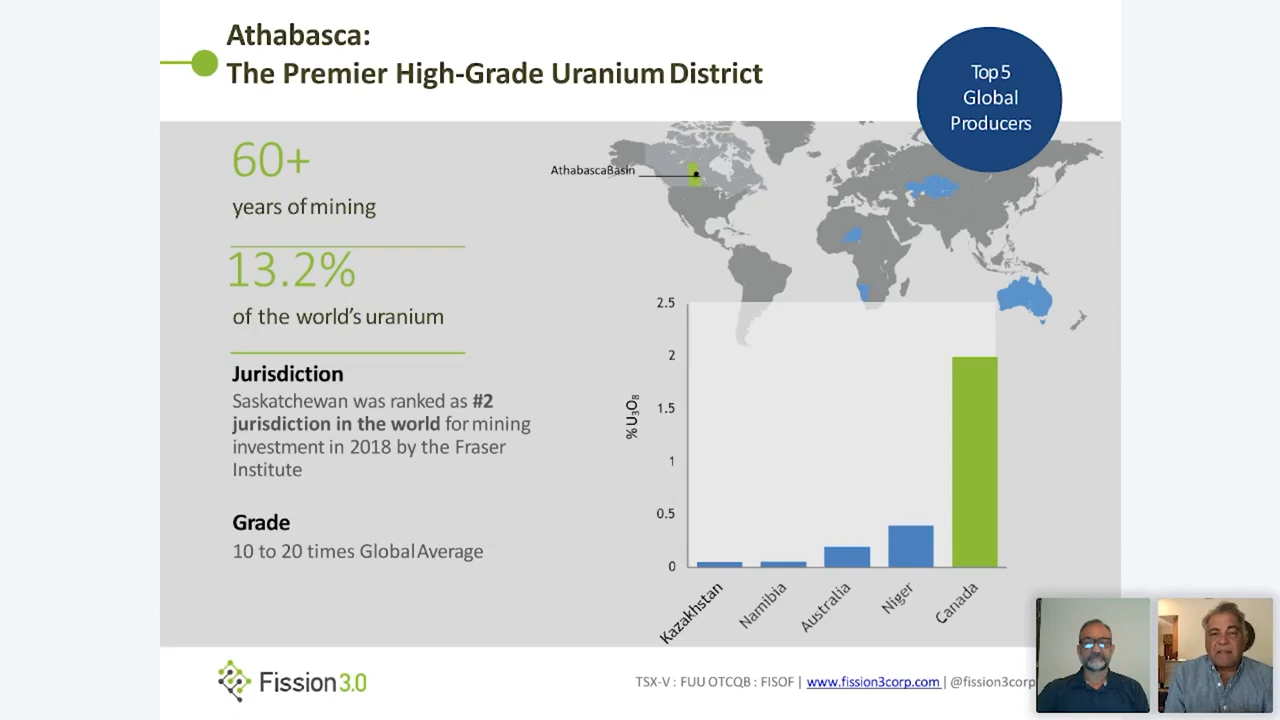 Athabasca:
The Premier High-Grade Uranium District
Top 5
Global
Producers
60+
years of mining
13.2%
of the world's uranium
Jurisdiction
Saskatchewan was ranked as #2
jurisdiction in the world for mining
investment in 2018 by the Fraser
Institute
Grade
10 to 20 times Global Average
Athabasca Basin
2.5
2
1.5
1
0.5
0
% U₃O₈
Kazakhstan
Namibia
Australia
Niger
Canada
Fission 3.0
TSX-V : FUU OTCQB : FISOF | www.fission3corp.com | @fission3corp